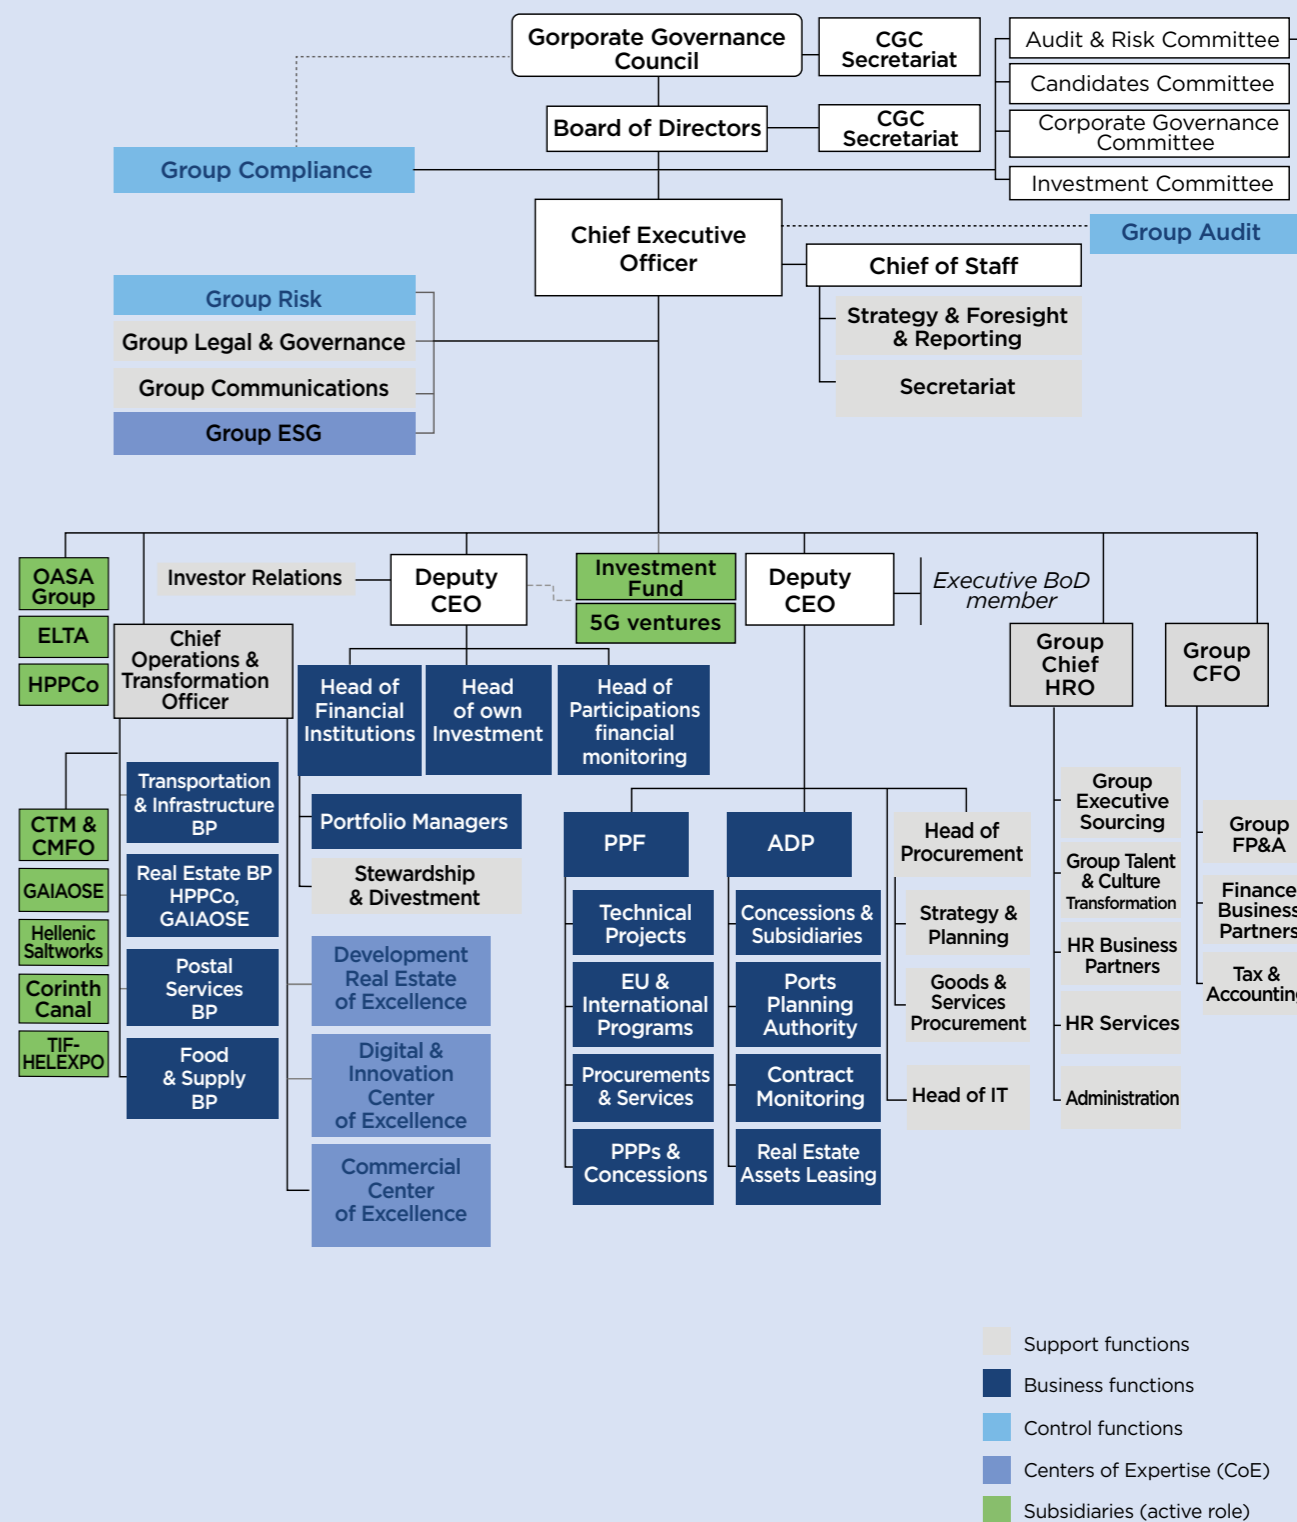 Gorporate Governance
Council
CGC
Secretariat
Audit & Risk Committee
Candidates Committee
Corporate Governance
Committee
Investment Committee
Board of Directors
CGC
Secretariat
Group Compliance
Chief Executive
Officer
Group Audit
Chief of Staff
Strategy & Foresight
& Reporting
Secretariat
Group Risk
Group Legal & Governance
Group Communications
Group ESG
OASA
Group
ELTA
HPPCo
Investor Relations
Deputy
CEO
Investment
Fund
5G ventures
Deputy
CEO
Executive BoD
member
Chief
Operations &
Transformation
Officer
Group
Chief
HRO
Group
CFO
Head of
Financial
Institutions
Head
of own
Investment
Head of
Participations
financial
monitoring
CTM &
CMFO
GAIAOSE
Hellenic
Saltworks
Corinth
Canal
TIF-
HELEXPO
Transportation
& Infrastructure
BP
Real Estate BP
HPPCo,
GAIAOSE
Postal
Services
BP
Food
& Supply
BP
Portfolio Managers
Stewardship
& Divestment
Development
Real Estate
of Excellence
Digital &
Innovation
Center
of Excellence
Commercial
Center
of Excellence
PPF
Technical
Projects
EU &
International
Programs
Procurements
& Services
PPPs &
Concessions
ADP
Concessions &
Subsidiaries
Ports
Planning
Authority
Contract
Monitoring
Real Estate
Assets Leasing
Head of
Procurement
Strategy &
Planning
Goods &
Services
Procurement
Head of IT
Group
Executive
Sourcing
Group Talent
& Culture
Transformation
HR Business
Partners
HR Services
Administration
Group
FP&A
Finance
Business
Partners
Tax &
Accounting
Support functions
Business functions
Control functions
Centers of Expertise (CoE)
Subsidiaries (active role)